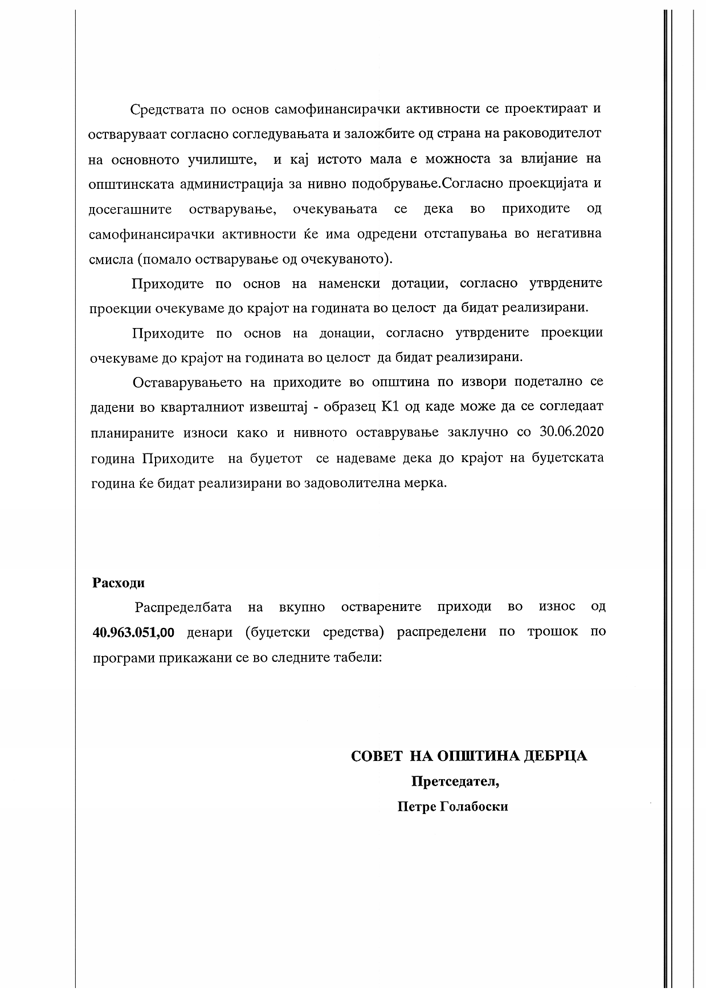 Средствата по основ самофинансирачки активности се проектираат и
остваруваат согласно согледувањата и заложбите од страна на раководителот
на основното училиште, и кај истото мала е можноста за влијание на
општинската администрација за нивно подобрување.Согласно проекцијата и
досегашните остварување, очекувањата се дека во приходите од
самофинансирачки активности ќе има одредени отстапувања во негативна
смисла (помало остварување од очекуваното).
Приходите по основ на наменски дотации, согласно утврдените
проекции очекуваме до крајот на годината во целост да бидат реализирани.
Приходите по основ на донации, согласно утврдените проекции
очекуваме до крајот на годината во целост да бидат реализирани.
Оставарувањето на приходите во општина по извори подетално се
дадени во кварталниот извештај - образец К1 од каде може да се согледаат
планираните износи како и нивното оставрување заклучно со 30.06.2020
година Приходите на буџетот се надеваме дека до крајот на буџетската
година ќе бидат реализирани во задоволителна мерка.
Расходи
Распределбата на вкупно остварените приходи во износ од
40.963.051,00 денари (буџетски средства) распределени по трошок по
програми прикажани се во следните табели:
СОВЕТ НА ОПШТИНА ДЕБРЦА
Претседател,
Петре Голабоски